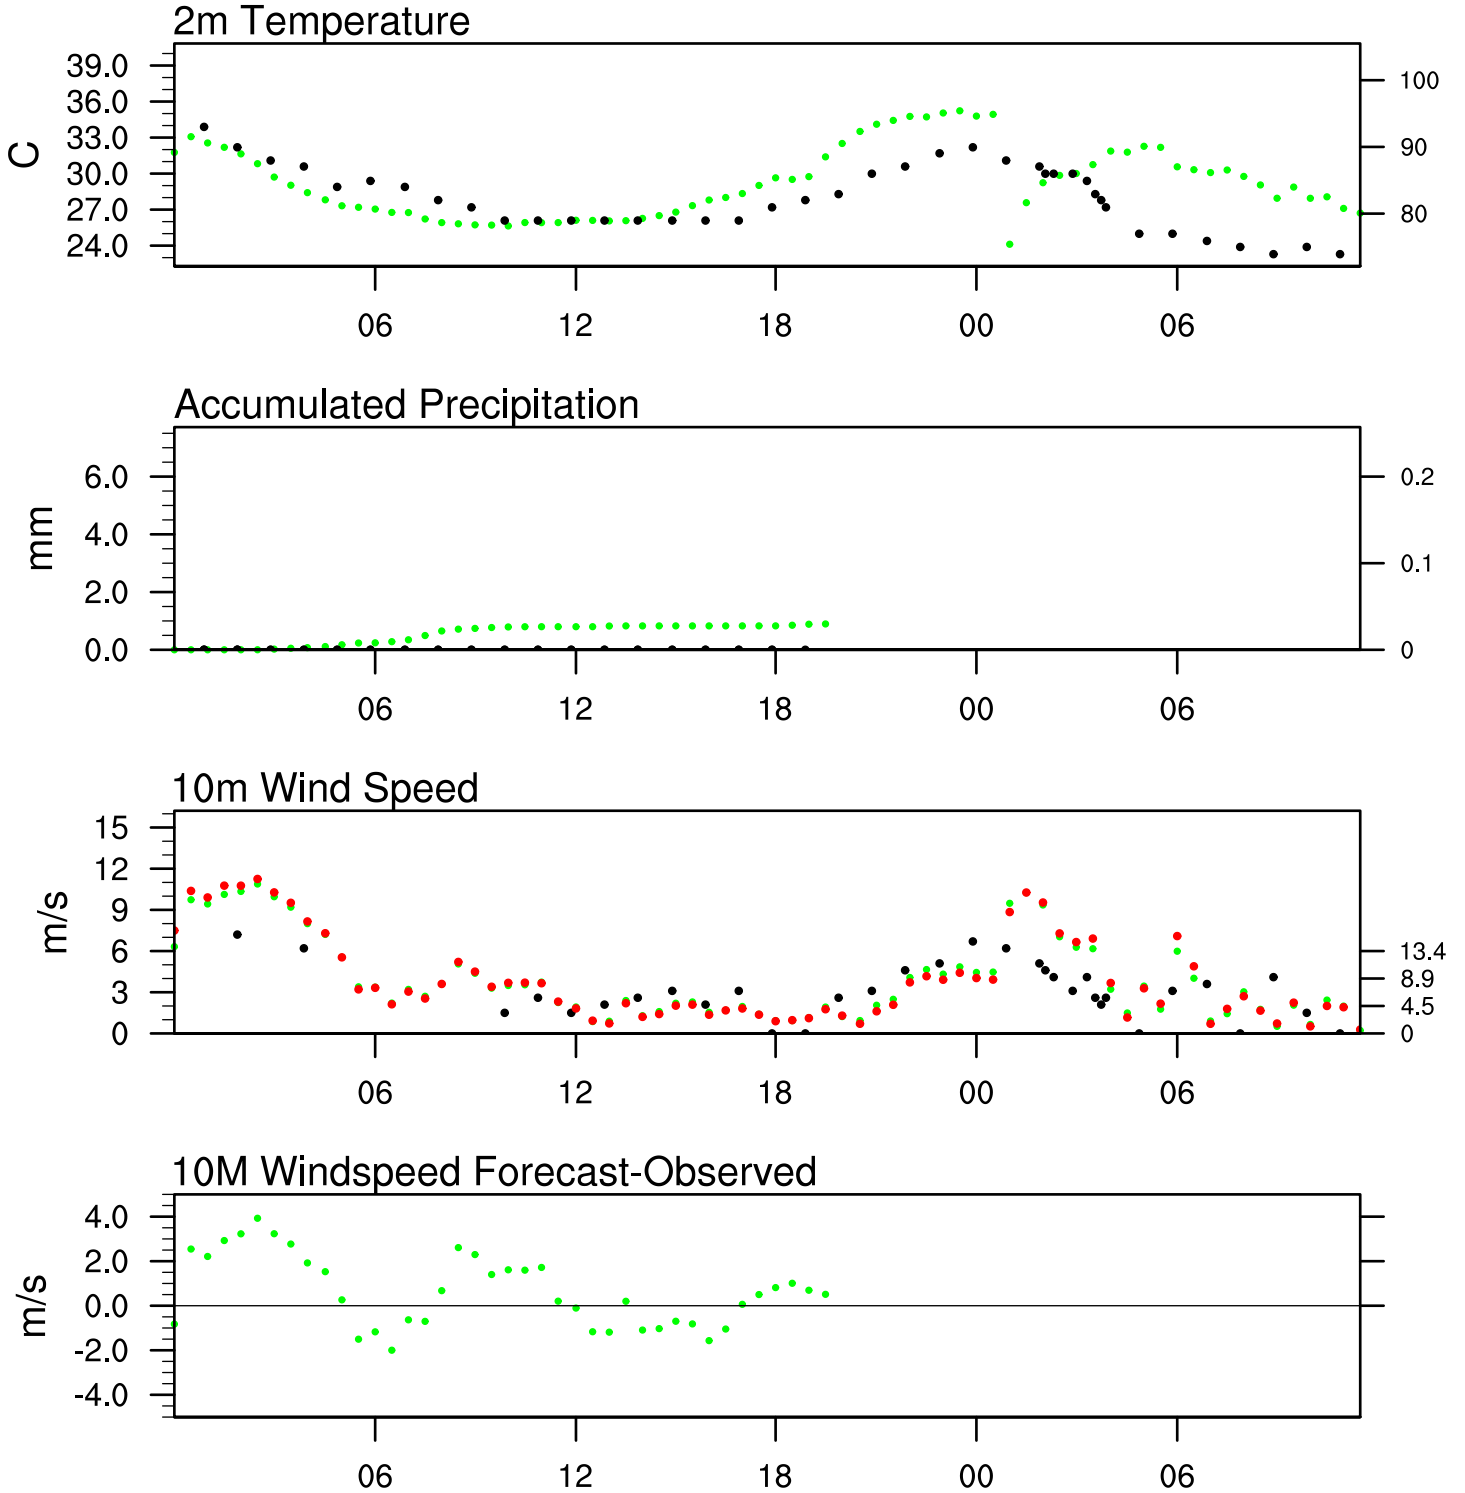 2m Temperature
39.0
36.0
33.0
30.0
27.0
24.0
C
100
90
80
06 12 18 00 06
Accumulated Precipitation
6.0
4.0
2.0
0.0
mm
0.2
0.1
0
06 12 18 00 06
10m Wind Speed
15
12
9
6
3
0
m/s
13.4
8.9
4.5
0
06 12 18 00 06
10M Windspeed Forecast-Observed
4.0
2.0
0.0
-2.0
-4.0
m/s
06 12 18 00 06